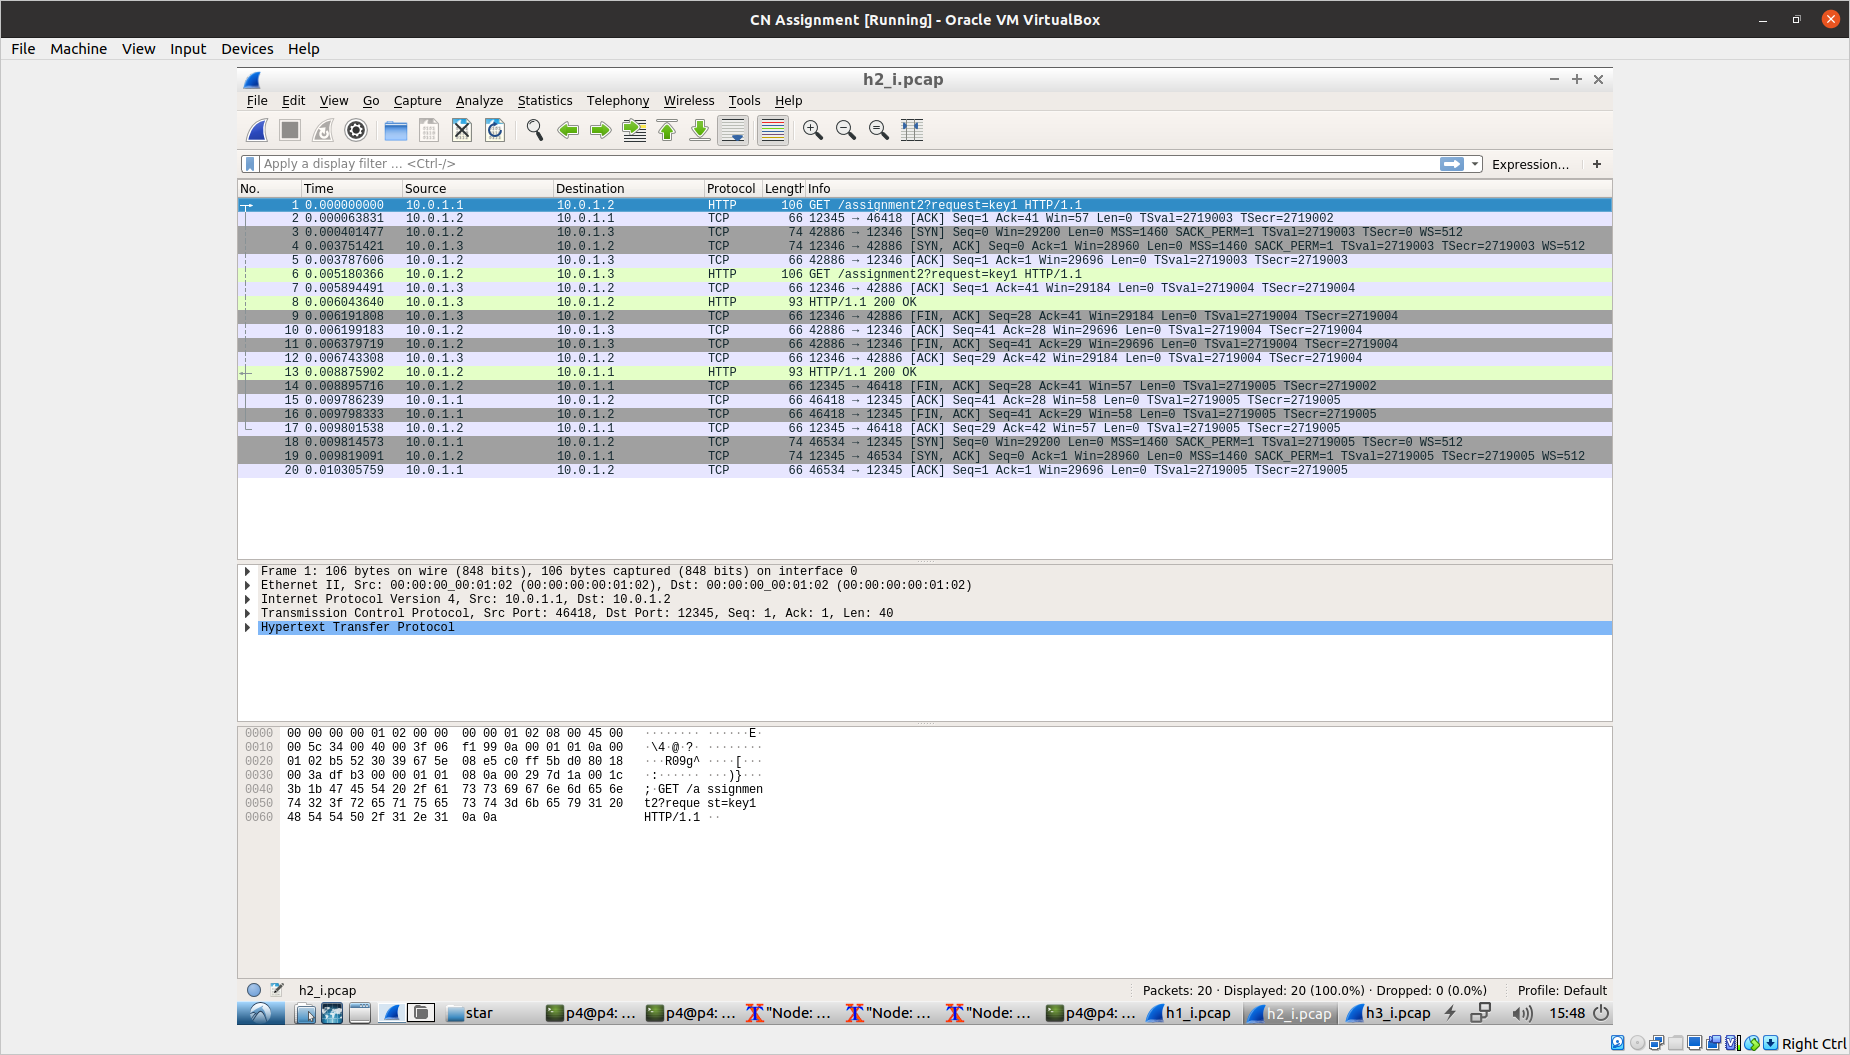 CN Assignment [Running] - Oracle VM VirtualBox
File Machine View Input Devices Help
h2_i.pcap
File Edit View Go Capture Analyze Statistics Telephony Wireless Tools Help
Apply a display filter ... <Ctrl-/> Expression... +
No. Time Source Destination Protocol Length Info
1 0.000000000 10.0.1.1 10.0.1.2 HTTP 106 GET /assignment2?request=key1 HTTP/1.1
2 0.000063831 10.0.1.2 10.0.1.1 TCP 66 12345 → 46418 [ACK] Seq=1 Ack=41 Win=57 Len=0 TSval=2719003 TSecr=2719002
3 0.000401477 10.0.1.2 10.0.1.3 TCP 74 42886 → 12346 [SYN] Seq=0 Win=29200 Len=0 MSS=1460 SACK_PERM=1 TSval=2719003 TSecr=0 WS=512
4 0.003751421 10.0.1.3 10.0.1.2 TCP 74 12346 → 42886 [SYN, ACK] Seq=0 Ack=1 Win=28960 Len=0 MSS=1460 SACK_PERM=1 TSval=2719003 TSecr=2719003 WS=512
5 0.003787606 10.0.1.2 10.0.1.3 TCP 66 42886 → 12346 [ACK] Seq=1 Ack=1 Win=29696 Len=0 TSval=2719003 TSecr=2719003
6 0.005180366 10.0.1.2 10.0.1.3 HTTP 106 GET /assignment2?request=key1 HTTP/1.1
7 0.005894491 10.0.1.3 10.0.1.2 TCP 66 12346 → 42886 [ACK] Seq=1 Ack=41 Win=29184 Len=0 TSval=2719004 TSecr=2719004
8 0.006043640 10.0.1.3 10.0.1.2 HTTP 93 HTTP/1.1 200 OK
9 0.006191808 10.0.1.3 10.0.1.2 TCP 66 12346 → 42886 [FIN, ACK] Seq=28 Ack=41 Win=29184 Len=0 TSval=2719004 TSecr=2719004
10 0.006199183 10.0.1.2 10.0.1.3 TCP 66 42886 → 12346 [ACK] Seq=41 Ack=28 Win=29696 Len=0 TSval=2719004 TSecr=2719004
11 0.006379719 10.0.1.2 10.0.1.3 TCP 66 42886 → 12346 [FIN, ACK] Seq=41 Ack=29 Win=29696 Len=0 TSval=2719004 TSecr=2719004
12 0.006743308 10.0.1.3 10.0.1.2 TCP 66 12346 → 42886 [ACK] Seq=29 Ack=42 Win=29184 Len=0 TSval=2719004 TSecr=2719004
13 0.008875902 10.0.1.2 10.0.1.1 HTTP 93 HTTP/1.1 200 OK
14 0.008895716 10.0.1.2 10.0.1.1 TCP 66 12345 → 46418 [FIN, ACK] Seq=28 Ack=41 Win=57 Len=0 TSval=2719005 TSecr=2719002
15 0.009786239 10.0.1.1 10.0.1.2 TCP 66 46418 → 12345 [ACK] Seq=41 Ack=28 Win=58 Len=0 TSval=2719005 TSecr=2719005
16 0.009798333 10.0.1.1 10.0.1.2 TCP 66 46418 → 12345 [FIN, ACK] Seq=41 Ack=29 Win=58 Len=0 TSval=2719005 TSecr=2719005
17 0.009801538 10.0.1.2 10.0.1.1 TCP 66 12345 → 46418 [ACK] Seq=29 Ack=42 Win=57 Len=0 TSval=2719005 TSecr=2719005
18 0.009814573 10.0.1.1 10.0.1.2 TCP 74 46534 → 12345 [SYN] Seq=0 Win=29200 Len=0 MSS=1460 SACK_PERM=1 TSval=2719005 TSecr=0 WS=512
19 0.009819091 10.0.1.2 10.0.1.1 TCP 74 12345 → 46534 [SYN, ACK] Seq=0 Ack=1 Win=28960 Len=0 MSS=1460 SACK_PERM=1 TSval=2719005 TSecr=2719005 WS=512
20 0.010305759 10.0.1.1 10.0.1.2 TCP 66 46534 → 12345 [ACK] Seq=1 Ack=1 Win=29696 Len=0 TSval=2719005 TSecr=2719005
Frame 1: 106 bytes on wire (848 bits), 106 bytes captured (848 bits) on interface 0
Ethernet II, Src: 00:00:00_00:01:02 (00:00:00:00:01:02), Dst: 00:00:00_00:01:02 (00:00:00:00:01:02)
Internet Protocol Version 4, Src: 10.0.1.1, Dst: 10.0.1.2
Transmission Control Protocol, Src Port: 46418, Dst Port: 12345, Seq: 1, Ack: 1, Len: 40
Hypertext Transfer Protocol
0000 00 00 00 00 01 02 00 00 00 00 01 02 08 00 45 00 ········ ······E·
0010 00 5c 34 00 40 00 3f 06 f1 99 0a 00 01 01 0a 00 ·\4·@·?· ········
0020 01 02 b5 52 30 39 67 5e 08 e5 c0 ff 5b d0 80 18 ···R09g^ ····[···
0030 00 3a df b3 00 00 01 01 08 0a 00 29 7d 1a 00 1c ·:······ ···)}···
0040 3b 1b 47 45 54 20 2f 61 73 73 69 67 6e 6d 65 6e ;·GET /a ssignmen
0050 74 32 3f 72 65 71 75 65 73 74 3d 6b 65 79 31 20 t2?reque st=key1
0060 48 54 54 50 2f 31 2e 31 0a 0a HTTP/1.1 ··
h2_i.pcap Packets: 20 · Displayed: 20 (100.0%) · Dropped: 0 (0.0%) Profile: Default
star p4@p4: ... p4@p4: ... "Node: ... "Node: ... "Node: ... p4@p4: ... h1_i.pcap h2_i.pcap h3_i.pcap 15:48
Right Ctrl